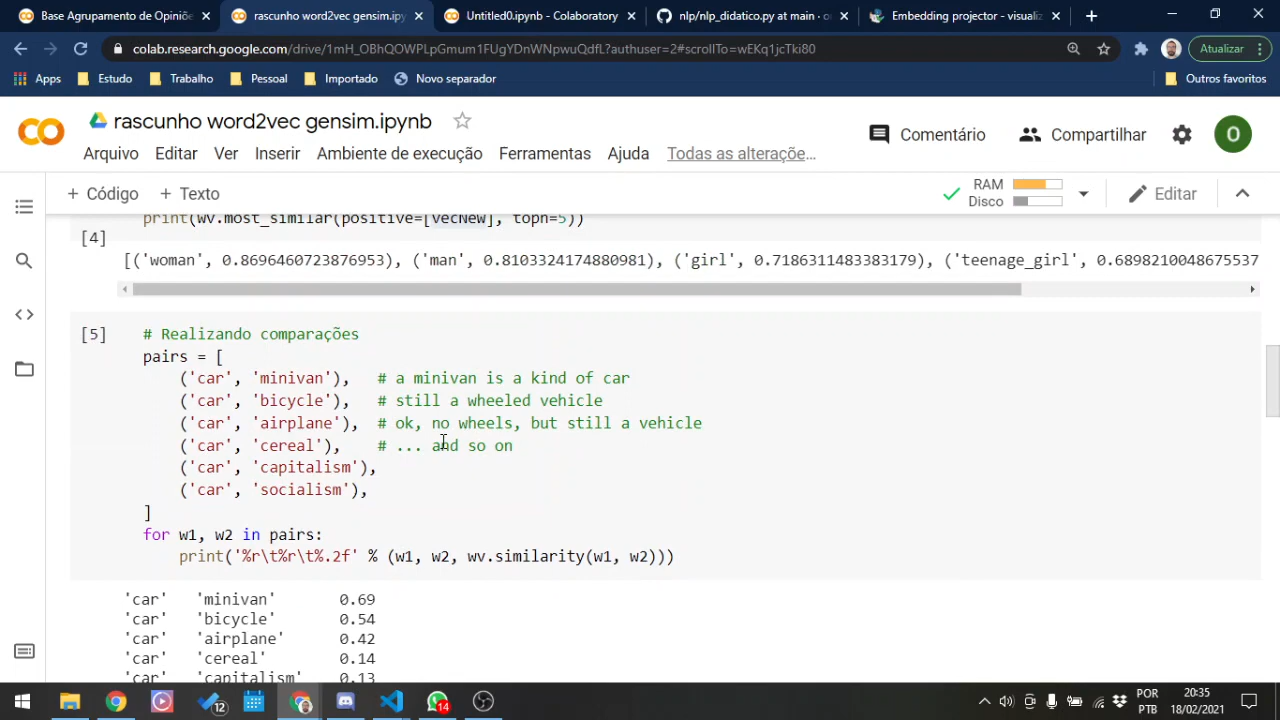 Base Agrupamento de Opiniõe
rascunho word2vec gensim.ipy
Untitled0.ipynb - Colaboratory
nlp/nlp_didatico.py at main · o
Embedding projector - visualiz
colab.research.google.com/drive/1mH_OBhQOWPLpGmum1FUgYDnWNpwuQdfL?authuser=2#scrollTo=wEKq1jcTki80
Atualizar
Apps Estudo Trabalho Pessoal Importado Novo separador Outros favoritos
rascunho word2vec gensim.ipynb
Comentário Compartilhar O
Arquivo Editar Ver Inserir Ambiente de execução Ferramentas Ajuda Todas as alteraçõe...
+ Código + Texto
RAM
Disco
Editar
print(wv.most_similar(positive=[vecNew], topn=5))
[4]
[('woman', 0.8696460723876953), ('man', 0.8103324174880981), ('girl', 0.7186311483383179), ('teenage_girl', 0.6898210048675537
[5] # Realizando comparações
pairs = [
('car', 'minivan'), # a minivan is a kind of car
('car', 'bicycle'), # still a wheeled vehicle
('car', 'airplane'), # ok, no wheels, but still a vehicle
('car', 'cereal'), # ... and so on
('car', 'capitalism'),
('car', 'socialism'),
]
for w1, w2 in pairs:
print('%r\t%r\t%.2f' % (w1, w2, wv.similarity(w1, w2)))
'car' 'minivan' 0.69
'car' 'bicycle' 0.54
'car' 'airplane' 0.42
'car' 'cereal' 0.14
'car' 'capitalism' 0.13
12
14
POR
PTB
20:35
18/02/2021